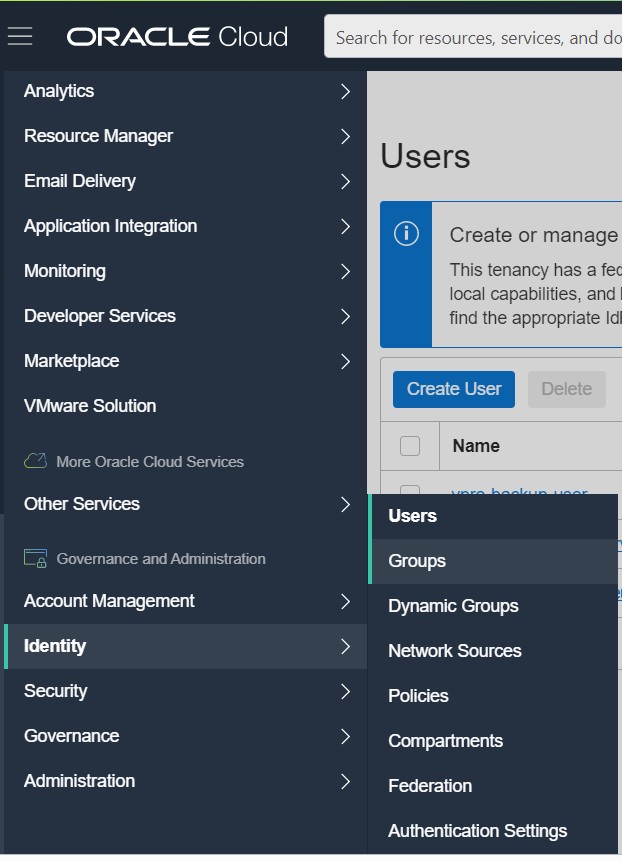 ORACLE Cloud
Search for resources, services, and do
Analytics
Resource Manager
Email Delivery
Application Integration
Monitoring
Developer Services
Marketplace
VMware Solution
More Oracle Cloud Services
Other Services
Governance and Administration
Account Management
Identity
Security
Governance
Administration
Users
Create or manage
This tenancy has a fed
local capabilities, and
find the appropriate Id
Create User
Delete
Name
Users
Groups
Dynamic Groups
Network Sources
Policies
Compartments
Federation
Authentication Settings